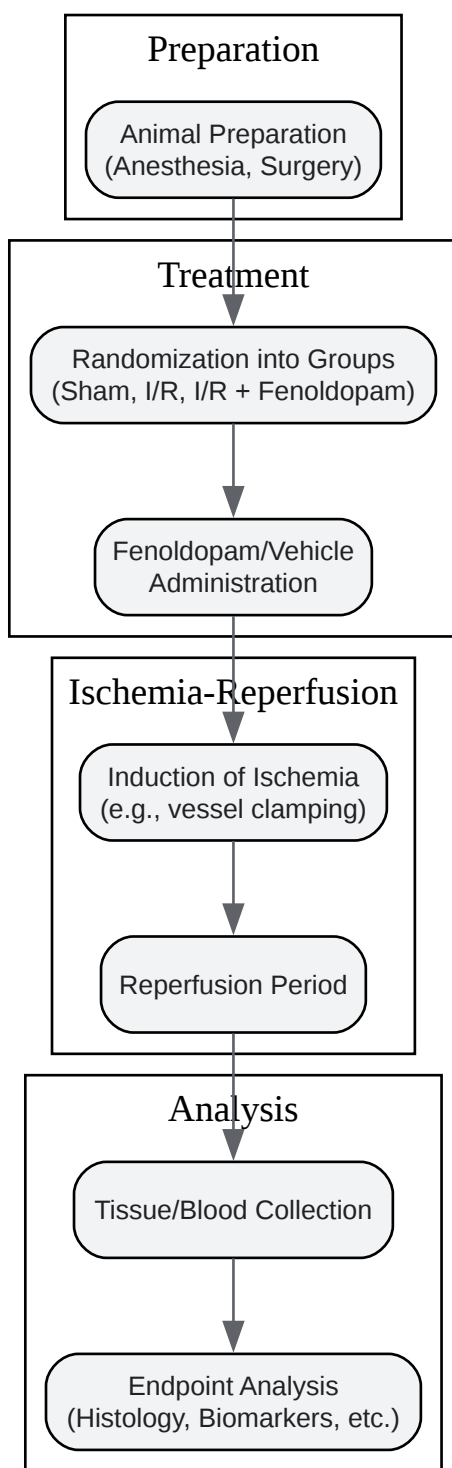 Preparation
Animal Preparation
(Anesthesia, Surgery)
Treatment
Randomization into Groups
(Sham, I/R, I/R + Fenoldopam)
Fenoldopam/Vehicle
Administration
Ischemia-Reperfusion
Induction of Ischemia
(e.g., vessel clamping)
Reperfusion Period
Analysis
Tissue/Blood Collection
Endpoint Analysis
(Histology, Biomarkers, etc.)